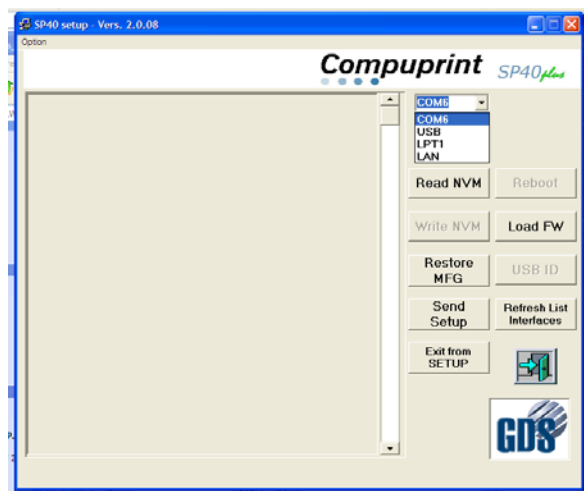 SP40 setup - Vers. 2.0.08
Option
Compuprint SP40plus
COM6
COM6
USB
LPT1
LAN
Read NVM
Reboot
Write NVM
Load FW
Restore
MFG
USB ID
Send
Setup
Refresh List
Interfaces
Exit from
SETUP
GDS